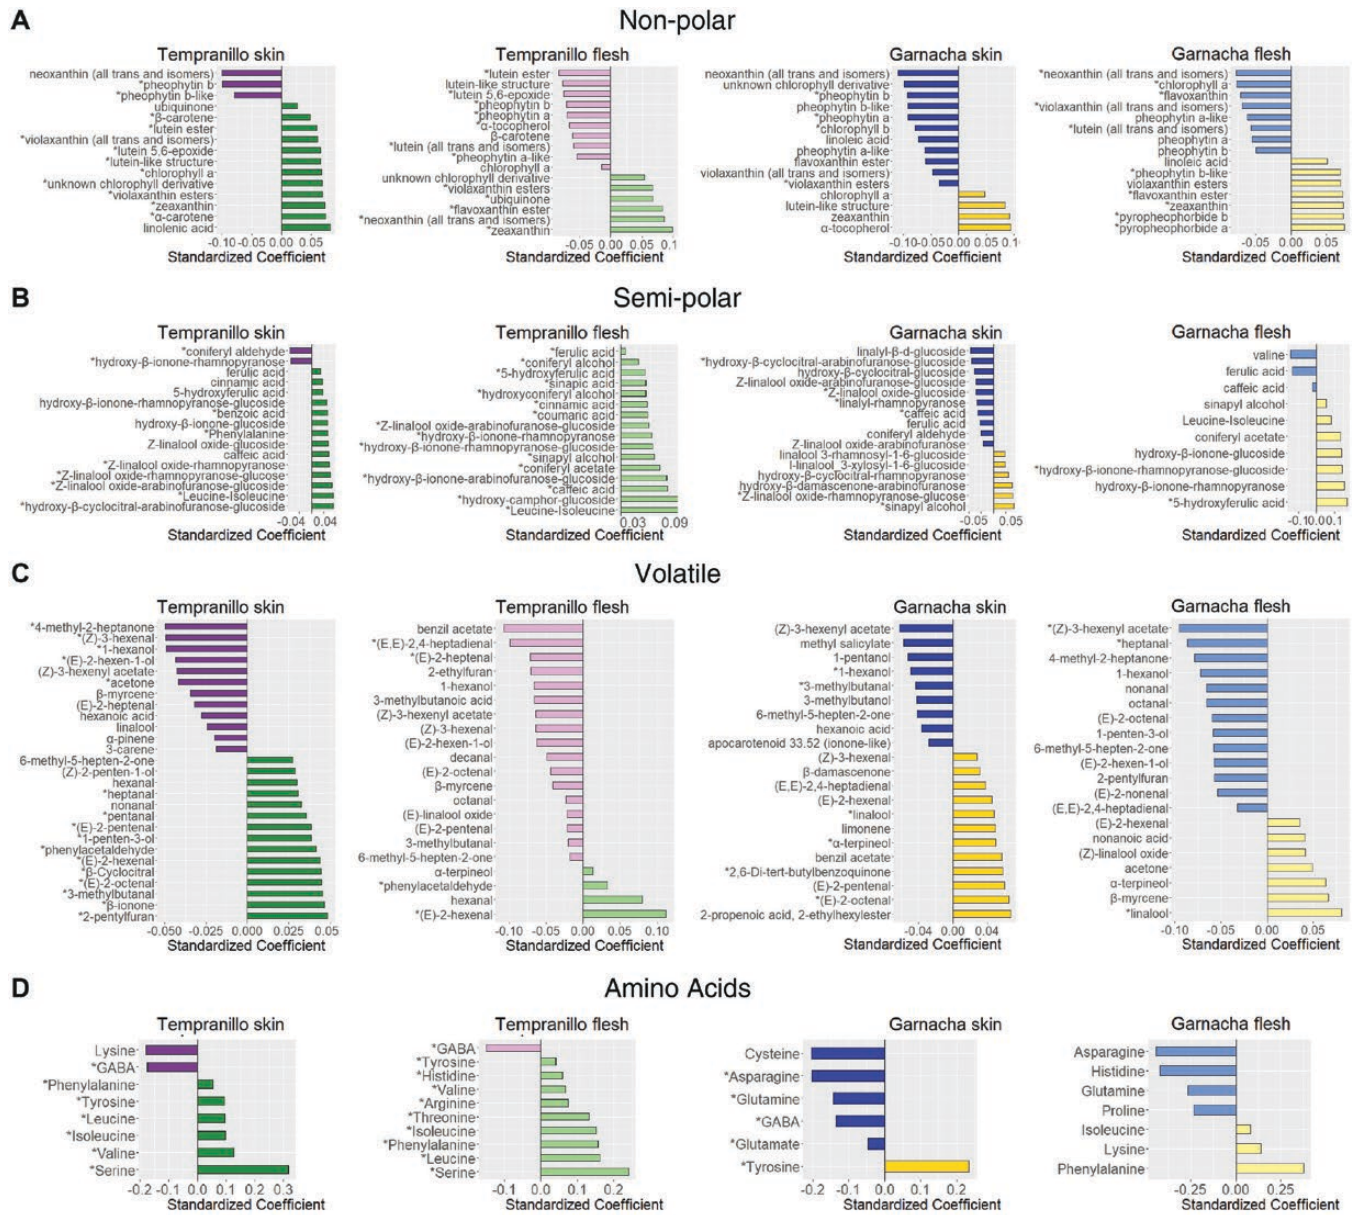 A
Non-polar
Tempranillo skin
neoxanthin (all trans and isomers)
*pheophytin b
*pheophytin b-like
ubiquinone
*β-carotene
*lutein ester
*violaxanthin (all trans and isomers)
*lutein 5,6-epoxide
*lutein-like structure
*chlorophyll a
*unknown chlorophyll derivative
*violaxanthin esters
*zeaxanthin
*α-carotene
linolenic acid
-0.10 -0.05 0.00 0.05
Standardized Coefficient
Tempranillo flesh
*lutein ester
lutein-like structure
*lutein 5,6-epoxide
*pheophytin b
*pheophytin a
*α-tocopherol
β-carotene
*lutein (all trans and isomers)
*pheophytin a-like
chlorophyll a
unknown chlorophyll derivative
*violaxanthin esters
*ubiquinone
*flavoxanthin ester
*neoxanthin (all trans and isomers)
*zeaxanthin
-0.05 0.00 0.05 0.1
Standardized Coefficient
Garnacha skin
neoxanthin (all trans and isomers)
unknown chlorophyll derivative
*pheophytin b
pheophytin b-like
*pheophytin a
*chlorophyll b
linoleic acid
pheophytin a-like
flavoxanthin ester
violaxanthin (all trans and isomers)
*violaxanthin esters
chlorophyll a
lutein-like structure
zeaxanthin
α-tocopherol
-0.10 -0.05 0.00 0.05 0.1
Standardized Coefficient
Garnacha flesh
*neoxanthin (all trans and isomers)
*chlorophyll a
*flavoxanthin
*violaxanthin (all trans and isomers)
pheophytin a-like
*lutein (all trans and isomers)
pheophytin a
pheophytin b
linoleic acid
*pheophytin b-like
violaxanthin esters
*flavoxanthin ester
*zeaxanthin
*pyropheophorbide b
*pyropheophorbide a
-0.05 0.00 0.05
Standardized Coefficient
B
Semi-polar
Tempranillo skin
*coniferyl aldehyde
*hydroxy-β-ionone-rhamnopyranose
ferulic acid
cinnamic acid
5-hydroxyferulic acid
hydroxy-β-ionone-rhamnopyranose-glucoside
*benzoic acid
hydroxy-β-ionone-glucoside
*Phenylalanine
Z-linalool oxide-glucoside
caffeic acid
*Z-linalool oxide-rhamnopyranose
*Z-linalool oxide-rhamnopyranose-glucose
*Z-linalool oxide-arabinofuranose-glucoside
*Leucine-Isoleucine
*hydroxy-β-cyclocitral-arabinofuranose-glucoside
-0.04 0.04
Standardized Coefficient
Tempranillo flesh
*ferulic acid
*coniferyl alcohol
*5-hydroxyferulic acid
*sinapic acid
*hydroxyconiferyl alcohol
*cinnamic acid
*coumaric acid
*Z-linalool oxide-arabinofuranose-glucoside
*hydroxy-β-ionone-rhamnopyranose
*hydroxy-β-ionone-rhamnopyranose-glucoside
*sinapyl alcohol
*coniferyl acetate
*hydroxy-β-ionone-arabinofuranose-glucoside
*caffeic acid
*hydroxy-camphor-glucoside
*Leucine-Isoleucine
0.03 0.09
Standardized Coefficient
Garnacha skin
linalyl-β-d-glucoside
*hydroxy-β-cyclocitral-arabinofuranose-glucoside
hydroxy-β-cyclocitral-glucoside
Z-linalool oxide-arabinofuranose-glucoside
*Z-linalool oxide-glucoside
*linalyl-rhamnopyranose
*caffeic acid
ferulic acid
coniferyl aldehyde
Z-linalool oxide-arabinofuranose
linalool 3-rhamnosyl-1-6-glucoside
l-linalool 3-xylosyl-1-6-glucoside
hydroxy-β-cyclocitral-rhamnopyranose
hydroxy-β-damascenone-arabinofuranose
*Z-linalool oxide-rhamnopyranose-glucose
*sinapyl alcohol
-0.05 0.05
Standardized Coefficient
Garnacha flesh
valine
ferulic acid
caffeic acid
sinapyl alcohol
Leucine-Isoleucine
coniferyl acetate
hydroxy-β-ionone-glucoside
*hydroxy-β-ionone-rhamnopyranose-glucoside
hydroxy-β-ionone-rhamnopyranose
*5-hydroxyferulic acid
-0.10.00.1
Standardized Coefficient
C
Volatile
Tempranillo skin
*4-methyl-2-heptanone
*(Z)-3-hexenal
*1-hexanol
*(E)-2-hexen-1-ol
(Z)-3-hexenyl acetate
*acetone
β-myrcene
(E)-2-heptenal
hexanoic acid
linalool
α-pinene
3-carene
6-methyl-5-hepten-2-one
(Z)-2-penten-1-ol
hexanal
*heptanal
nonanal
*pentanal
*(E)-2-pentenal
*1-penten-3-ol
*phenylacetaldehyde
*(E)-2-hexenal
*β-Cyclocitral
*(E)-2-octenal
*3-methylbutanal
*β-ionone
*2-pentylfuran
-0.050 -0.025 0.000 0.025 0.05
Standardized Coefficient
Tempranillo flesh
benzil acetate
*(E,E)-2,4-heptadienal
*(E)-2-heptenal
2-ethylfuran
1-hexanol
3-methylbutanoic acid
(Z)-3-hexenyl acetate
(Z)-3-hexenal
(E)-2-hexen-1-ol
decanal
(E)-2-octenal
β-myrcene
octanal
(E)-linalool oxide
(E)-2-pentenal
3-methylbutanal
6-methyl-5-hepten-2-one
α-terpineol
*phenylacetaldehyde
hexanal
*(E)-2-hexenal
-0.10 -0.05 0.00 0.05 0.10
Standardized Coefficient
Garnacha skin
(Z)-3-hexenyl acetate
methyl salicylate
1-pentanol
*1-hexanol
*3-methylbutanal
3-methylbutanol
6-methyl-5-hepten-2-one
hexanoic acid
apocarotenoid 33.52 (ionone-like)
(Z)-3-hexenal
β-damascenone
(E,E)-2,4-heptadienal
(E)-2-hexenal
*linalool
limonene
*α-terpineol
benzil acetate
*2,6-Di-tert-butylbenzoquinone
(E)-2-pentenal
*(E)-2-octenal
2-propenoic acid, 2-ethylhexylester
-0.04 0.00 0.04
Standardized Coefficient
Garnacha flesh
*(Z)-3-hexenyl acetate
*heptanal
4-methyl-2-heptanone
1-hexanol
nonanal
octanal
(E)-2-octenal
1-penten-3-ol
6-methyl-5-hepten-2-one
(E)-2-hexen-1-ol
2-pentylfuran
(E)-2-nonenal
(E,E)-2,4-heptadienal
(E)-2-hexenal
nonanoic acid
(Z)-linalool oxide
acetone
α-terpineol
β-myrcene
*linalool
-0.10 -0.05 0.00 0.05
Standardized Coefficient
D
Amino Acids
Tempranillo skin
Lysine
*GABA
*Phenylalanine
*Tyrosine
*Leucine
*Isoleucine
*Valine
*Serine
-0.2 -0.1 0.0 0.1 0.2 0.3
Standardized Coefficient
Tempranillo flesh
*GABA
*Tyrosine
*Histidine
*Valine
*Arginine
*Threonine
*Isoleucine
*Phenylalanine
*Leucine
*Serine
-0.1 0.0 0.1 0.2
Standardized Coefficient
Garnacha skin
Cysteine
*Asparagine
*Glutamine
*GABA
*Glutamate
*Tyrosine
-0.2 -0.1 0.0 0.1 0.2
Standardized Coefficient
Garnacha flesh
Asparagine
Histidine
Glutamine
Proline
Isoleucine
Lysine
Phenylalanine
-0.25 0.00 0.25
Standardized Coefficient